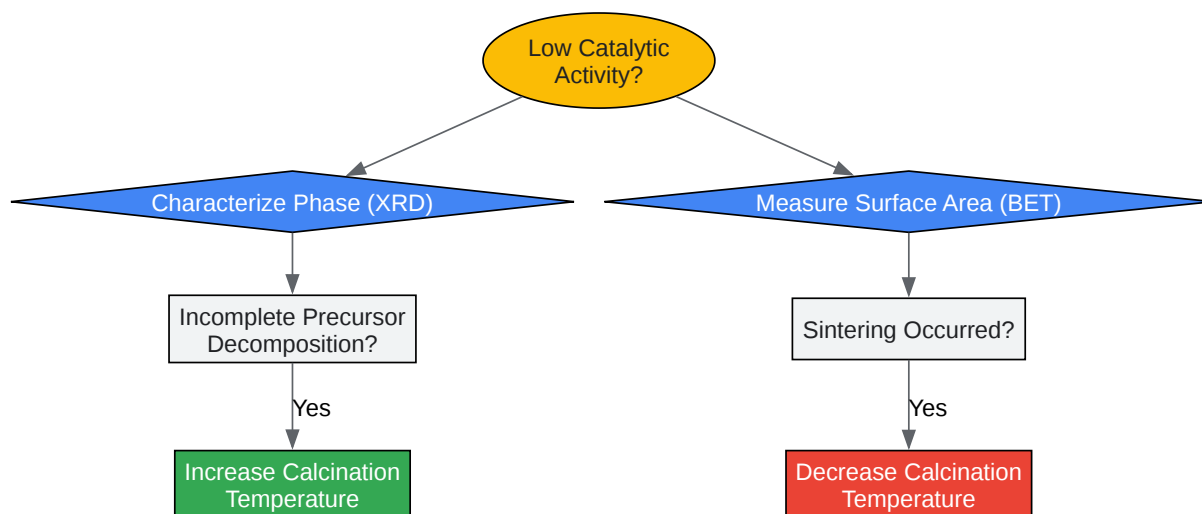 Low Catalytic
Activity?
Characterize Phase (XRD)
Measure Surface Area (BET)
Incomplete Precursor
Decomposition?
Sintering Occurred?
Yes
Yes
Increase Calcination
Temperature
Decrease Calcination
Temperature